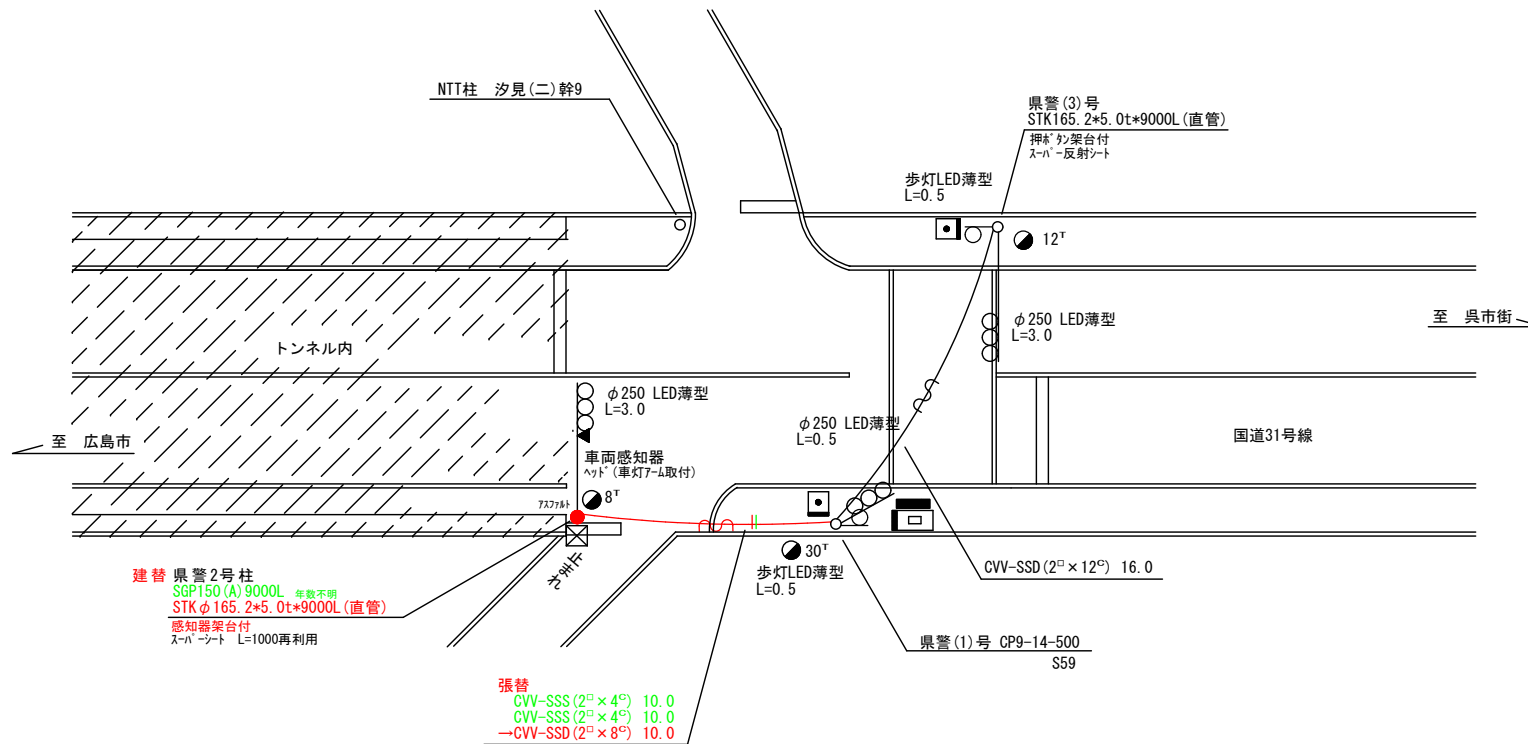 NTT柱 汐見(二)幹9
県警(3)号
STK165.2*5.0t*9000L(直管)
押ボタン架台付
スーパー反射シート
歩灯LED薄型
L=0.5
12T
φ250 LED薄型
L=3.0
至 呉市街
トンネル内
φ250 LED薄型
L=3.0
φ250 LED薄型
L=0.5
国道31号線
至 広島市
車両感知器
ヘッド(車灯アーム取付)
8T
アスファルト
止まれ
30T
歩灯LED薄型
L=0.5
CVV-SSD(2□×12C) 16.0
建替 県警2号柱
SGP150(A)9000L 年数不明
STKφ165.2*5.0t*9000L(直管)
感知器架台付
スーパーシート L=1000再利用
県警(1)号 CP9-14-500
S59
張替
CVV-SSS(2□×4C) 10.0
CVV-SSS(2□×4C) 10.0
→CVV-SSD(2□×8C) 10.0